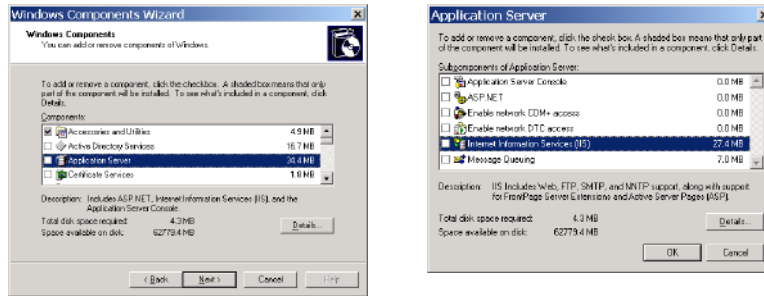 Windows Components Wizard
Windows Components
You can add or remove components of Windows.
To add or remove a component, click the checkbox. A shaded box means that only
part of the component will be installed. To see what's included in a component, click
Details.
Components:
Accessories and Utilities 4.9 MB
Active Directory Services 16.7 MB
Application Server 34.4 MB
Certificate Services 1.8 MB
Description: Includes ASP.NET, Internet Information Services (IIS), and the
Application Server Console.
Total disk space required: 4.3 MB
Space available on disk: 62779.4 MB
Details...
< Back
Next >
Cancel
Help
Application Server
To add or remove a component, click the check box. A shaded box means that only part
of the component will be installed. To see what's included in a component, click Details.
Subcomponents of Application Server:
Application Server Console 0.0 MB
ASP.NET 0.0 MB
Enable network COM+ access 0.0 MB
Enable network DTC access 0.0 MB
Internet Information Services (IIS) 27.4 MB
Message Queuing 7.0 MB
Description: IIS Includes Web, FTP, SMTP, and NNTP support, along with support
for FrontPage Server Extensions and Active Server Pages (ASP).
Total disk space required: 4.3 MB
Space available on disk: 62779.4 MB
Details...
OK
Cancel